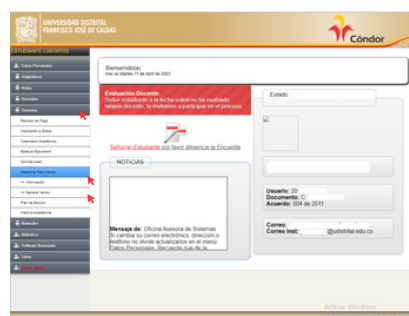 UNIVERSIDAD DISTRITAL
FRANCISCO JOSÉ DE CALDAS
Cóndor
ESTUDIANTE CREDITOS
Datos Personales
Asignaturas
Notas
Docentes
Servicios
Recibos de Pago
Inscripción a Grado
Calendario Académico
Estatuto Estudiantil
Normatividad
Derechos Pecuniarios
>> Información
>> Generar recibo
Plan de Estudio
Historia Académica
Manuales
Biblioteca
Software licenciado
Clave
Bienvenido(a)
Hoy es Martes 11 de Abril de 2023
Evaluación Docente:
Señor estudiante a la fecha usted no ha evaluado
ningún docente, lo invitamos a participar en el proceso
Señor(a) Estudiante por favor diligencie la Encuesta
NOTICIAS
Mensaje de: Oficina Asesora de Sistemas
Si cambia su correo electrónico, dirección o
teléfono no olvide actualizarlos en el menú
Datos Personales. Recuerde que de la
Estado:
Usuario: 20
Documento: C
Acuerdo: 004 de 2011
Correo:
Correo Inst: @udistrital.edu.co
Activar Windows